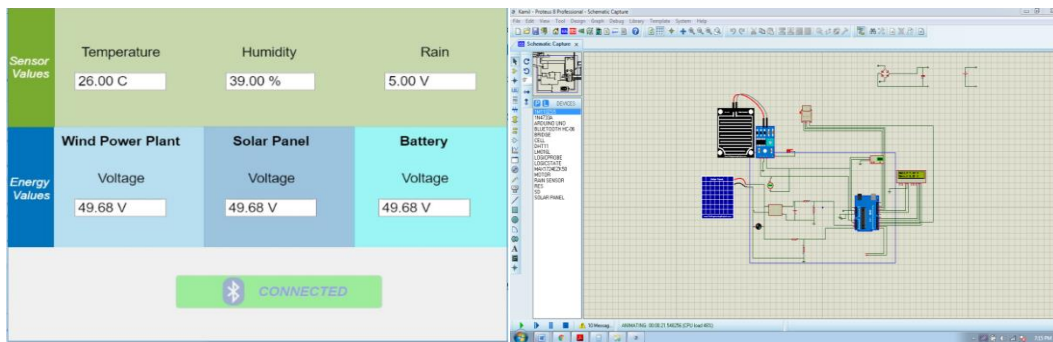 Sensor
Values
Temperature
Humidity
Rain
26.00 C
39.00 %
5.00 V
Energy
Values
Wind Power Plant
Solar Panel
Battery
Voltage
Voltage
Voltage
49.68 V
49.68 V
49.68 V
CONNECTED
Kamil - Proteus 8 Professional - Schematic Capture
File Edit View Tool Design Graph Debug Library Template System Help
Schematic Capture
P L DEVICES
1N4733A
ARDUINO UNO
BLUETOOTH HC-06
BRIDGE
CELL
DHT11
LM016L
LOGICPROBE
LOGICSTATE
MOTOR
RAIN SENSOR
RES
SOLAR PANEL